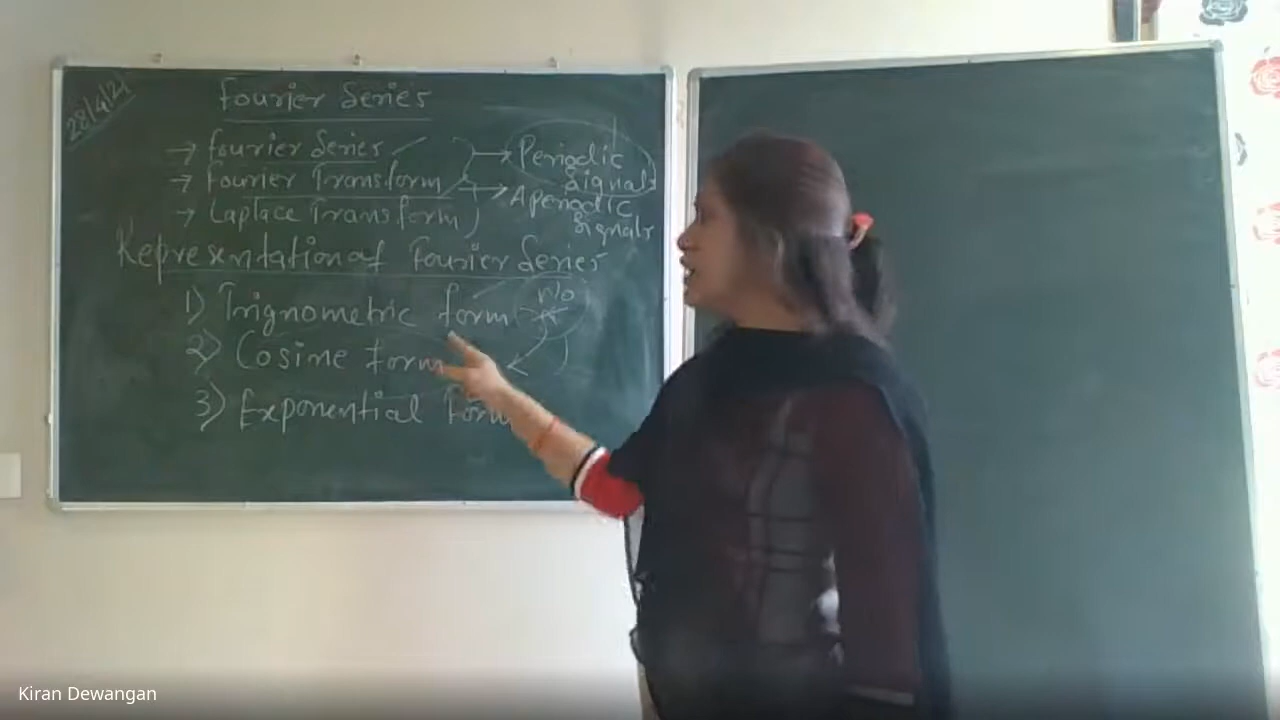 28/4/21
Fourier Series
→ Fourier Series
→ Fourier Transform
→ Laplace Transform
→ Periodic
Signals
→ Aperiodic
Signals
Representation of Fourier Series
1) Trignometric form
2) Cosine form
3) Exponential Form
Kiran Dewangan